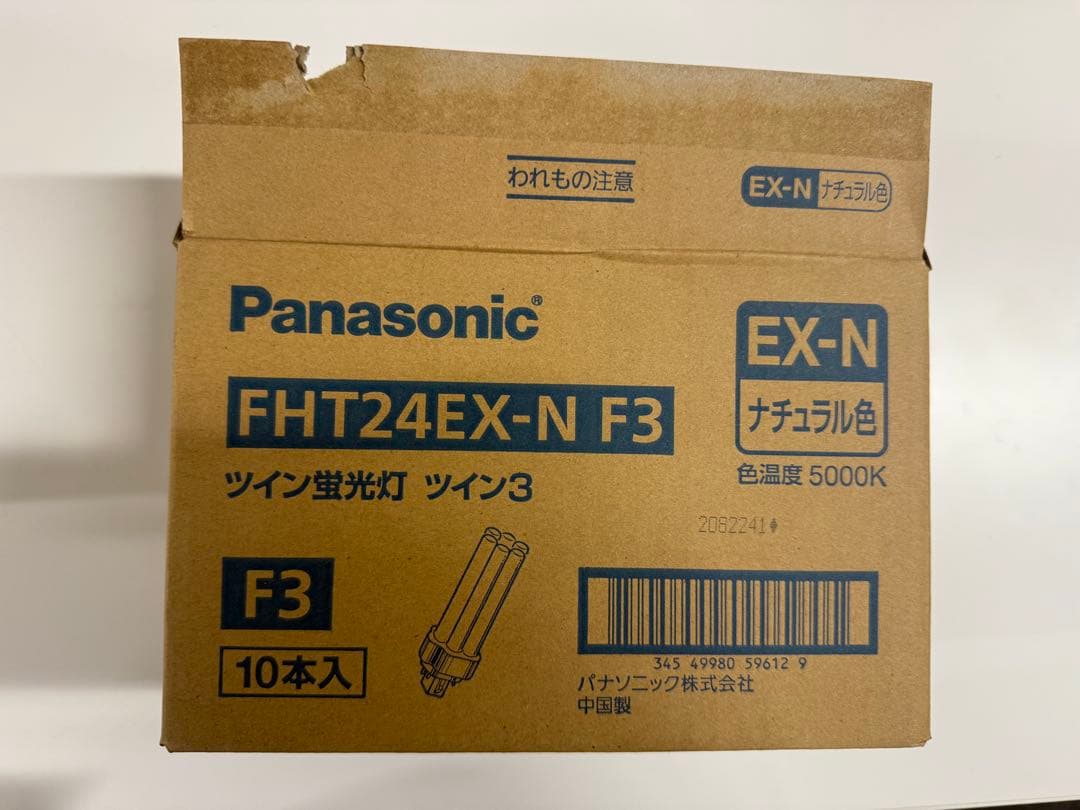 われもの注意
EX-N ナチュラル色
Panasonic®
EX-N
FHT24EX-N F3
ナチュラル色
ツイン蛍光灯 ツイン3
色温度 5000K
2082241
F3
10本入
345 49980 59612 9
パナソニック株式会社
中国製